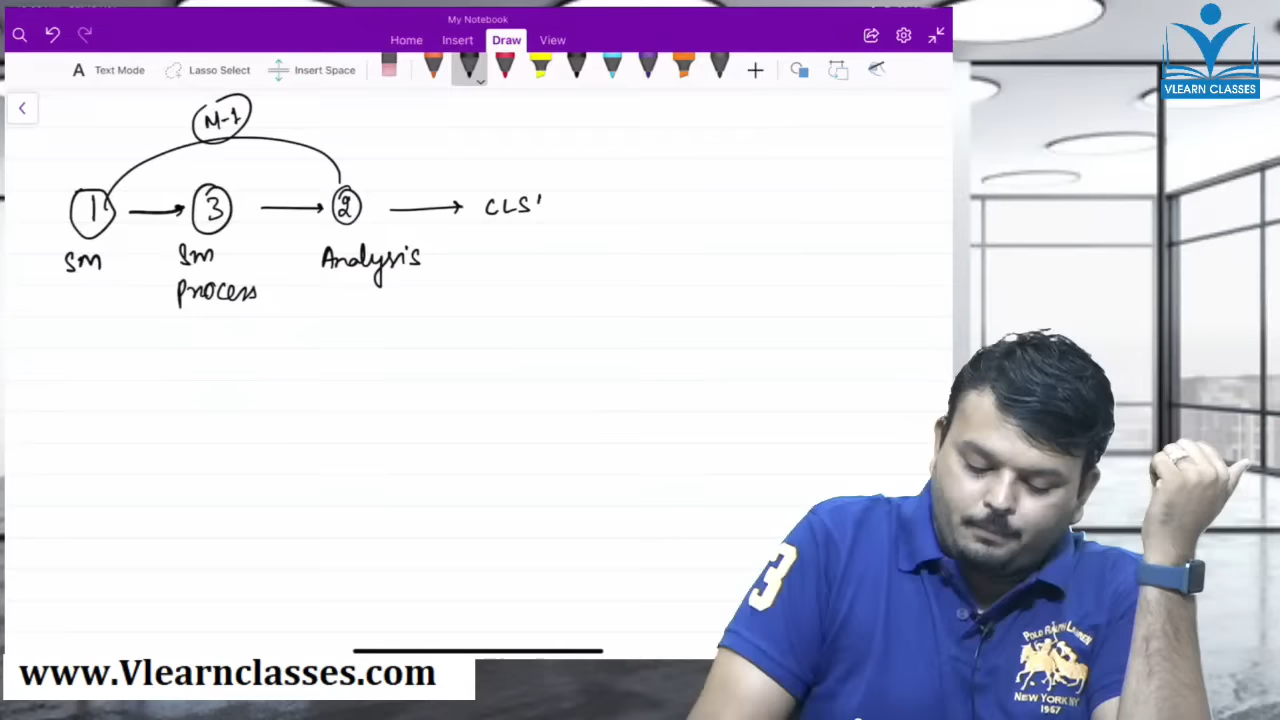 My Notebook
Home Insert Draw View
A Text Mode Lasso Select Insert Space
VLEARN CLASSES
M-1
1 → 3 → 2 → CLS'
SM Sm Analysis
Process
3
POLO RALPH LAUREN
NEW YORK NY
1967
www.Vlearnclasses.com